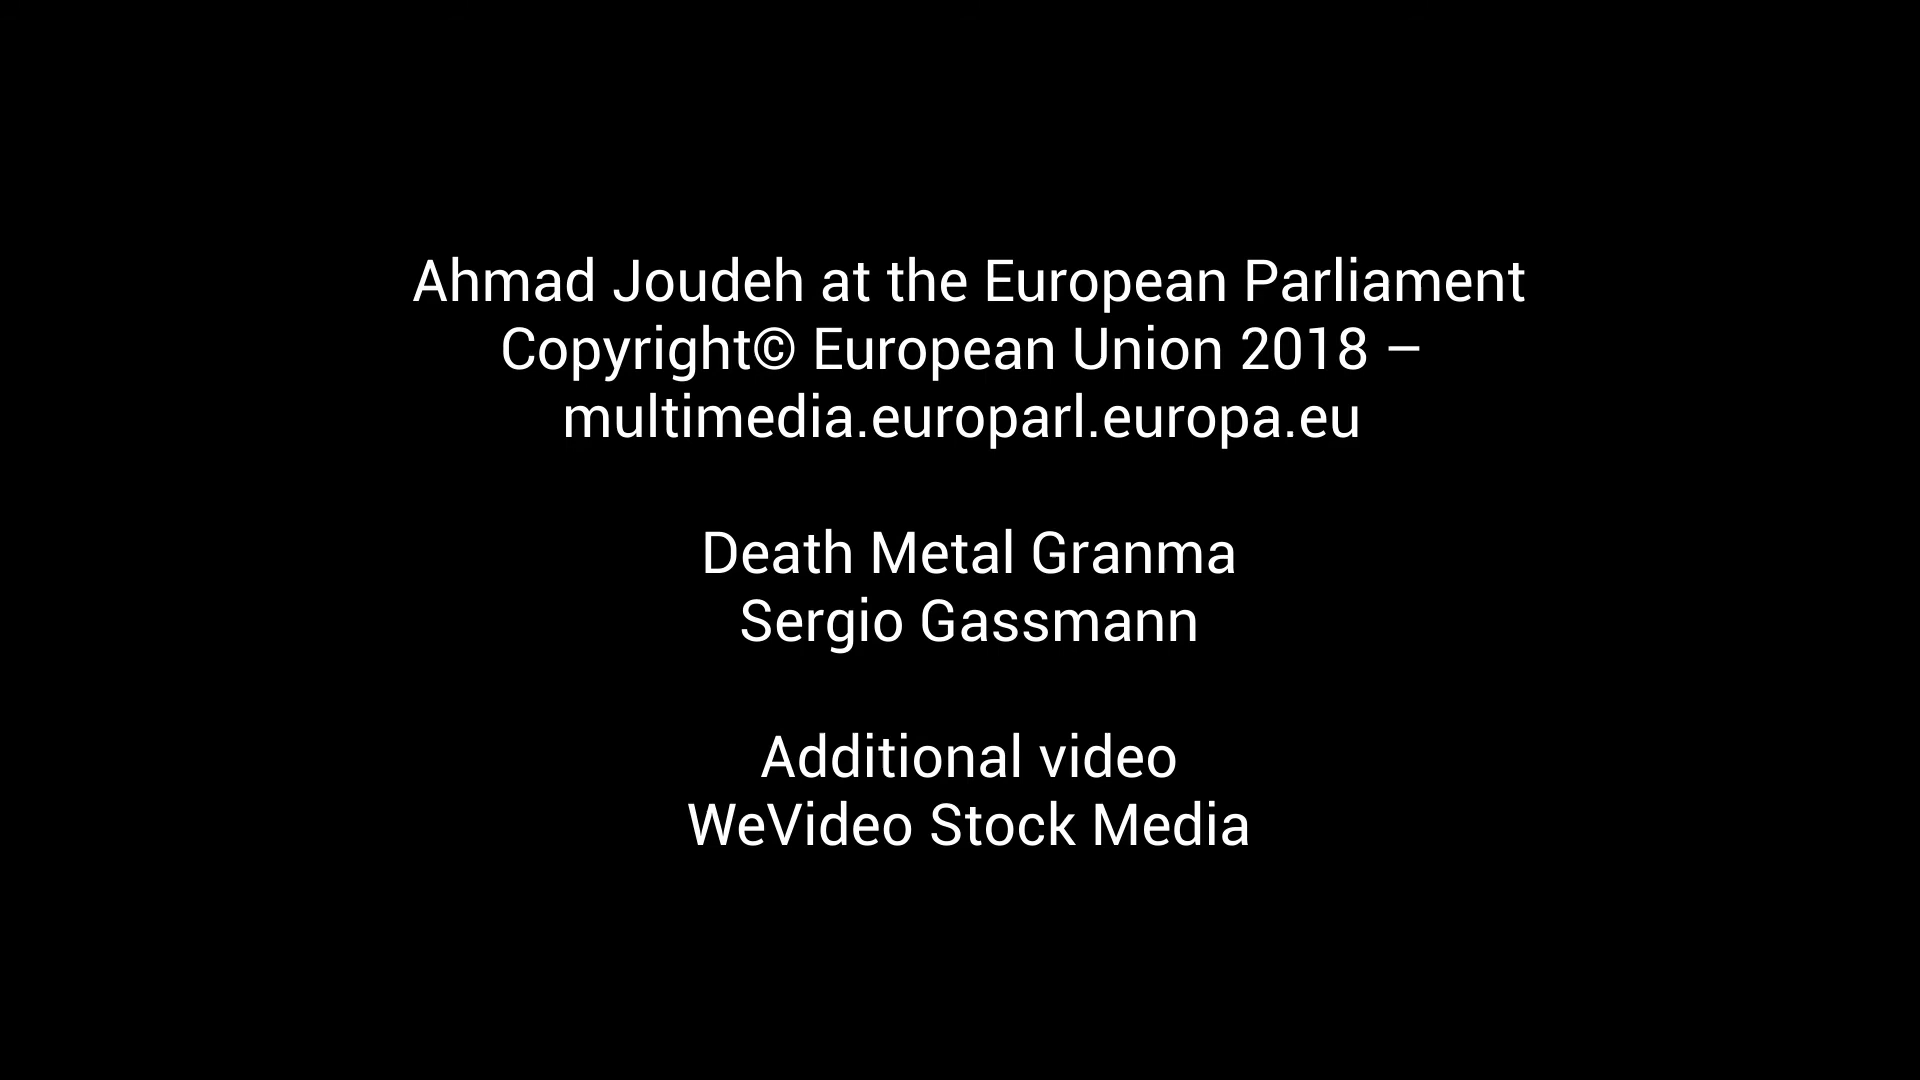 Ahmad Joudeh at the European Parliament
Copyright© European Union 2018 –
multimedia.europarl.europa.eu
Death Metal Granma
Sergio Gassmann
Additional video
WeVideo Stock Media